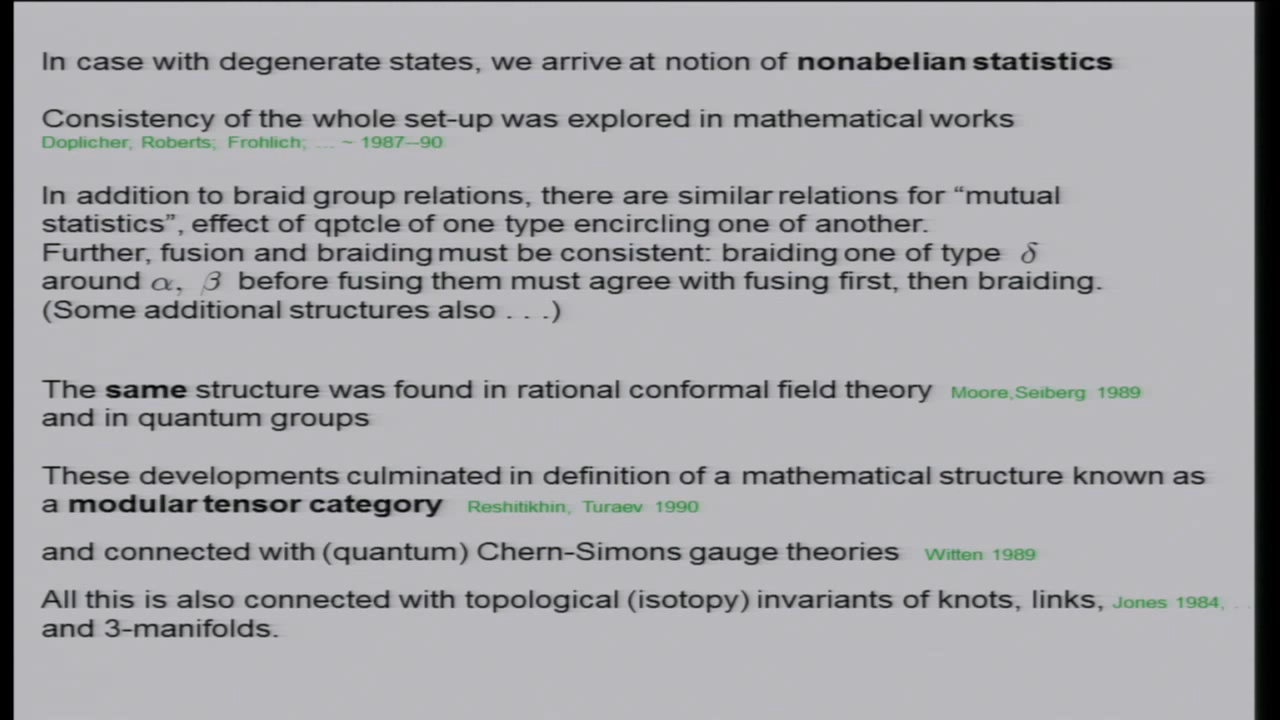 In case with degenerate states, we arrive at notion of nonabelian statistics
Consistency of the whole set-up was explored in mathematical works
Doplicher, Roberts; Frohlich; ... ~ 1987--90
In addition to braid group relations, there are similar relations for “mutual
statistics”, effect of qptcle of one type encircling one of another.
Further, fusion and braiding must be consistent: braiding one of type δ
around α, β before fusing them must agree with fusing first, then braiding.
(Some additional structures also . . .)
The same structure was found in rational conformal field theory Moore,Seiberg 1989
and in quantum groups
These developments culminated in definition of a mathematical structure known as
a modular tensor category Reshitikhin, Turaev 1990
and connected with (quantum) Chern-Simons gauge theories Witten 1989
All this is also connected with topological (isotopy) invariants of knots, links, Jones 1984, . .
and 3-manifolds.